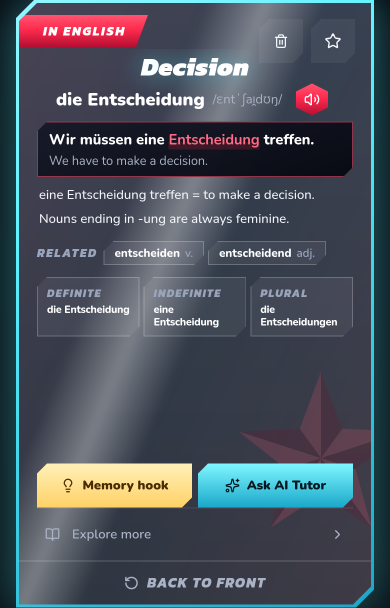 IN ENGLISH
Decision
die Entscheidung /ɛntˈʃaɪ̯dʊŋ/
Wir müssen eine Entscheidung treffen.
We have to make a decision.
eine Entscheidung treffen = to make a decision.
Nouns ending in -ung are always feminine.
RELATED entscheiden v. entscheidend adj.
DEFINITE
die Entscheidung
INDEFINITE
eine
Entscheidung
PLURAL
die
Entscheidungen
Memory hook
Ask AI Tutor
Explore more
BACK TO FRONT